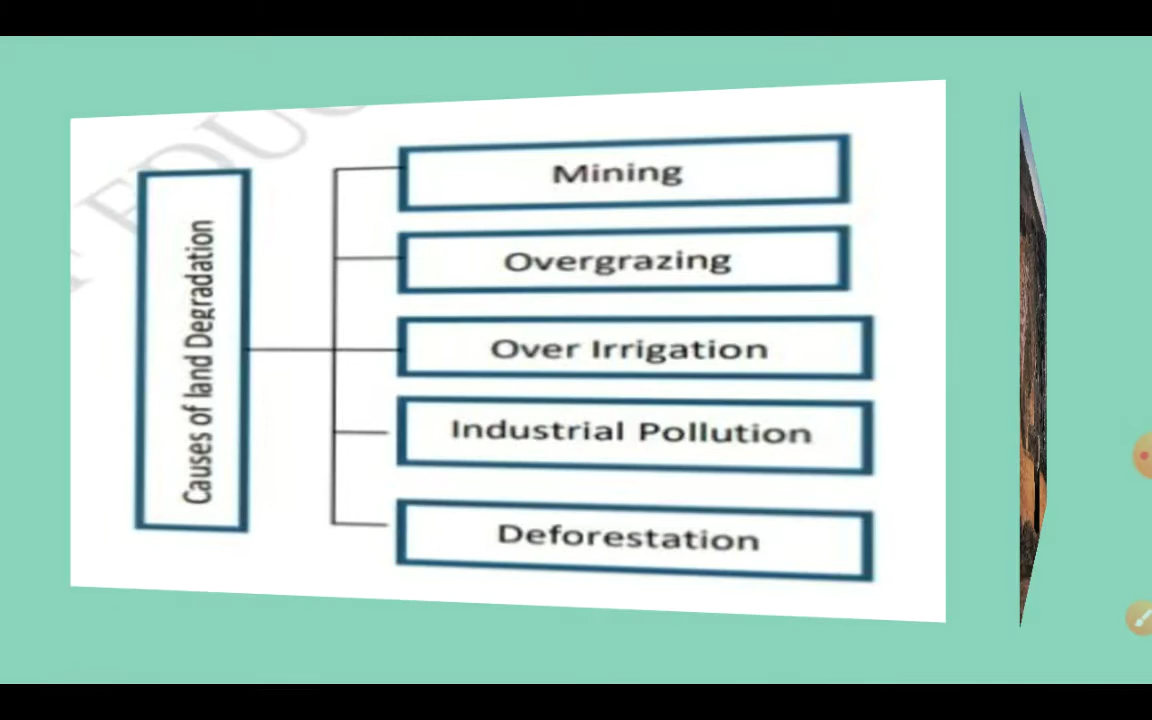 Causes of land Degradation
Mining
Overgrazing
Over Irrigation
Industrial Pollution
Deforestation